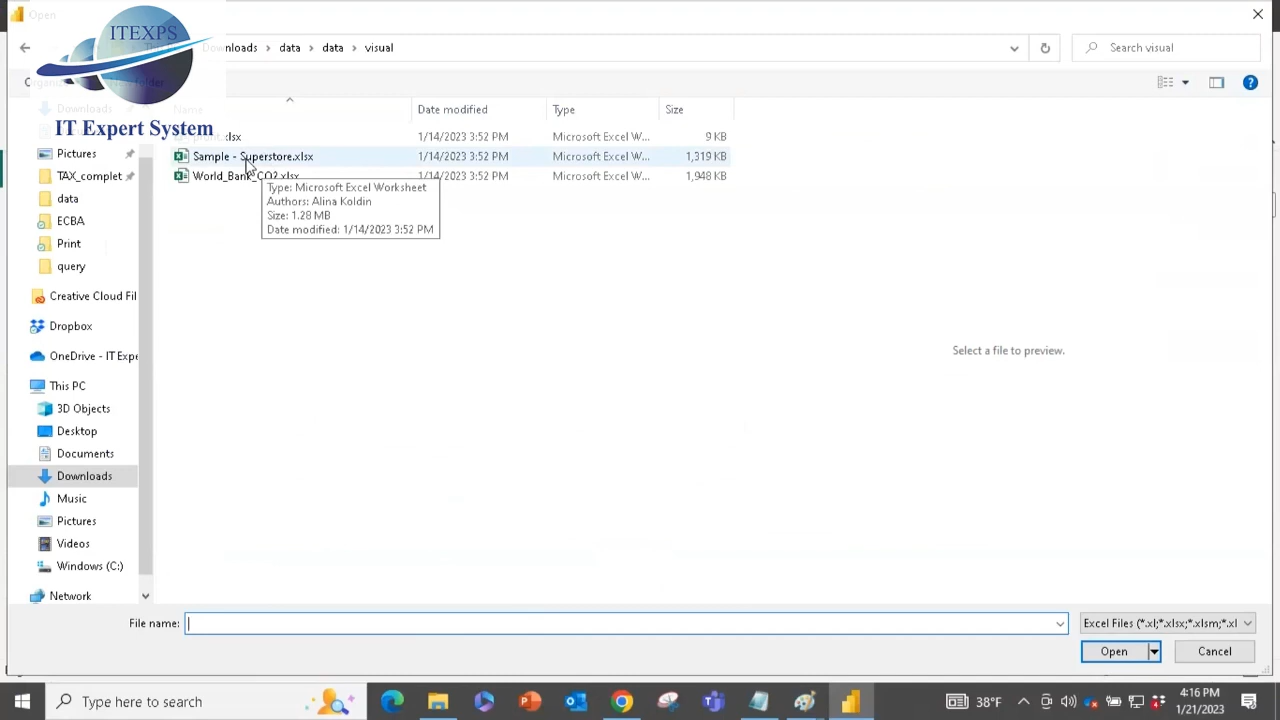 Open
ITEXPS
IT Expert System
Downloads > data > data > visual
Search visual
Name
Date modified
Type
Size
.xlsx
1/14/2023 3:52 PM
Microsoft Excel W...
9 KB
Sample - Superstore.xlsx
1/14/2023 3:52 PM
Microsoft Excel W...
1,319 KB
World_Bank_CO2.xlsx
1/14/2023 3:52 PM
Microsoft Excel W...
1,948 KB
Type: Microsoft Excel Worksheet
Authors: Alina Koldin
Size: 1.28 MB
Date modified: 1/14/2023 3:52 PM
Downloads
Pictures
TAX_complet
data
ECBA
Print
query
Creative Cloud Fil
Dropbox
OneDrive - IT Expe
This PC
3D Objects
Desktop
Documents
Downloads
Music
Pictures
Videos
Windows (C:)
Network
Select a file to preview.
File name:
Excel Files (*.xl;*.xlsx;*.xlsm;*.xl
Open
Cancel
Type here to search
38°F
4:16 PM
1/21/2023